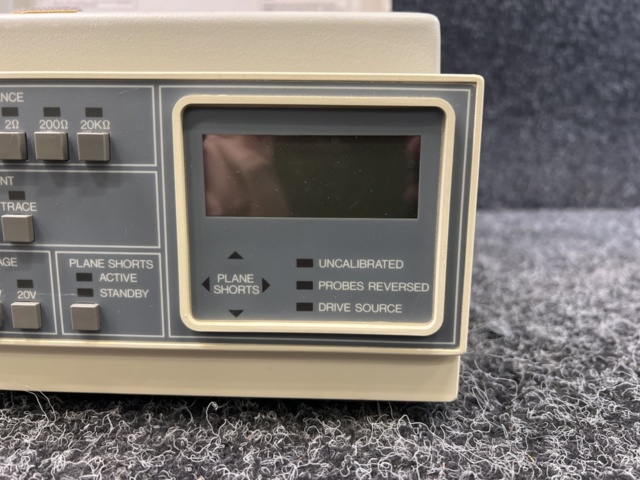 NCE
2Ω 200Ω 20KΩ
NT
TRACE
AGE
20V
PLANE SHORTS
ACTIVE
STANDBY
PLANE
SHORTS
UNCALIBRATED
PROBES REVERSED
DRIVE SOURCE